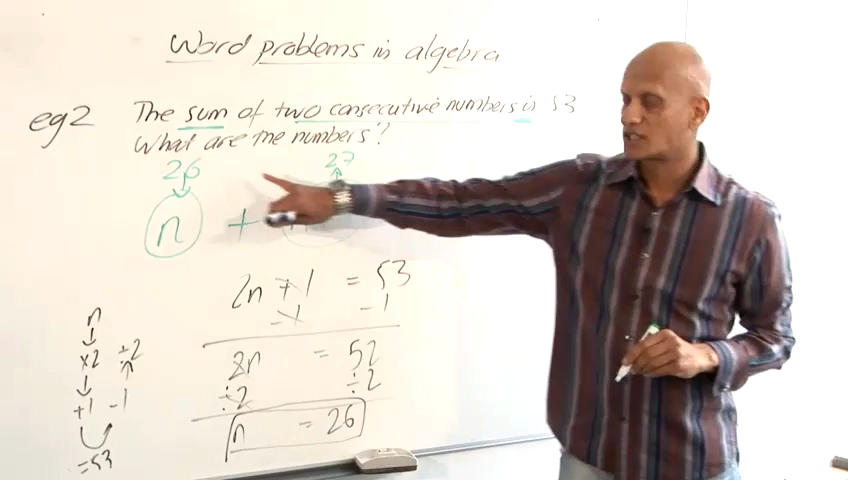 Word problems in algebra
eg2 The sum of two consecutive numbers is 53
What are the numbers?
26 27
n +
2n + 1 = 53
-1 -1
2n = 52
÷2 ÷2
n = 26
n
×2 ÷2
+1 -1
=53